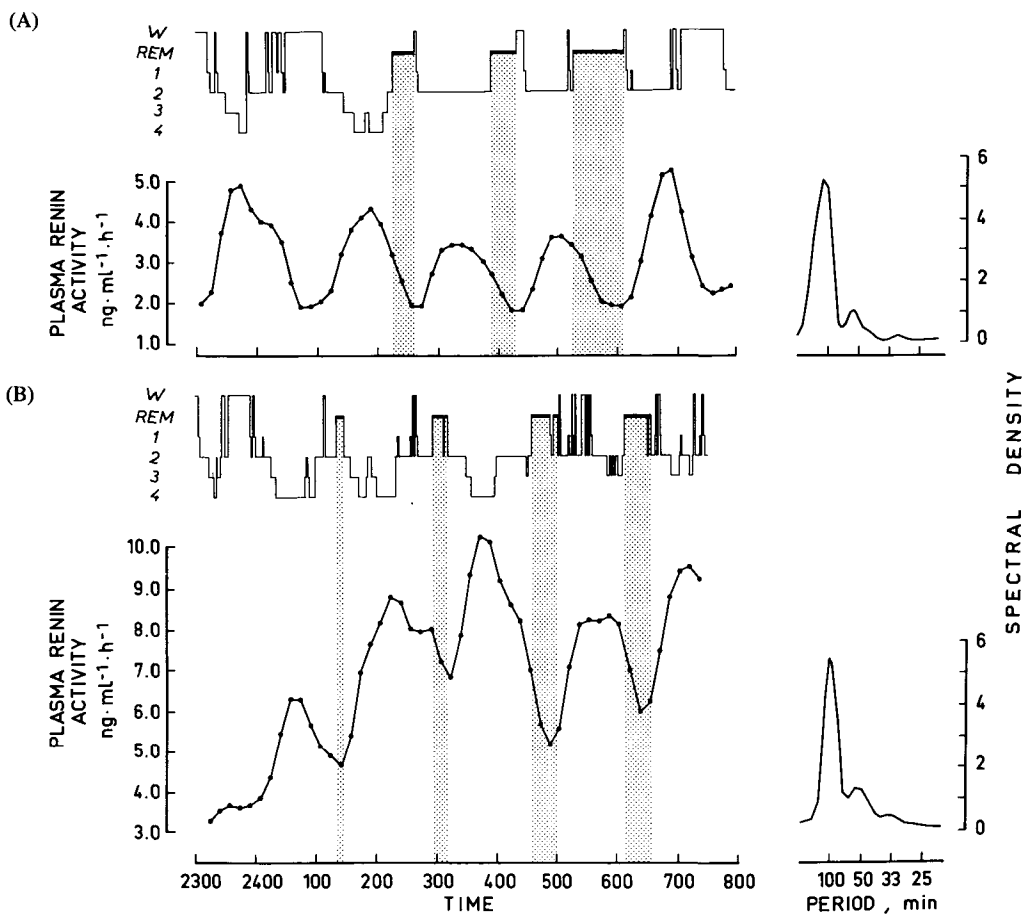 (A)
W
REM
1
2
3
4
PLASMA RENIN
ACTIVITY
ng·ml⁻¹·h⁻¹
5.0
4.0
3.0
2.0
1.0
6
4
2
0
(B)
W
REM
1
2
3
4
PLASMA RENIN
ACTIVITY
ng·ml⁻¹·h⁻¹
10.0
9.0
8.0
7.0
6.0
5.0
4.0
3.0
6
4
2
0
SPECTRAL DENSITY
2300 2400 100 200 300 400 500 600 700 800
TIME
100 50 33 25
PERIOD , min